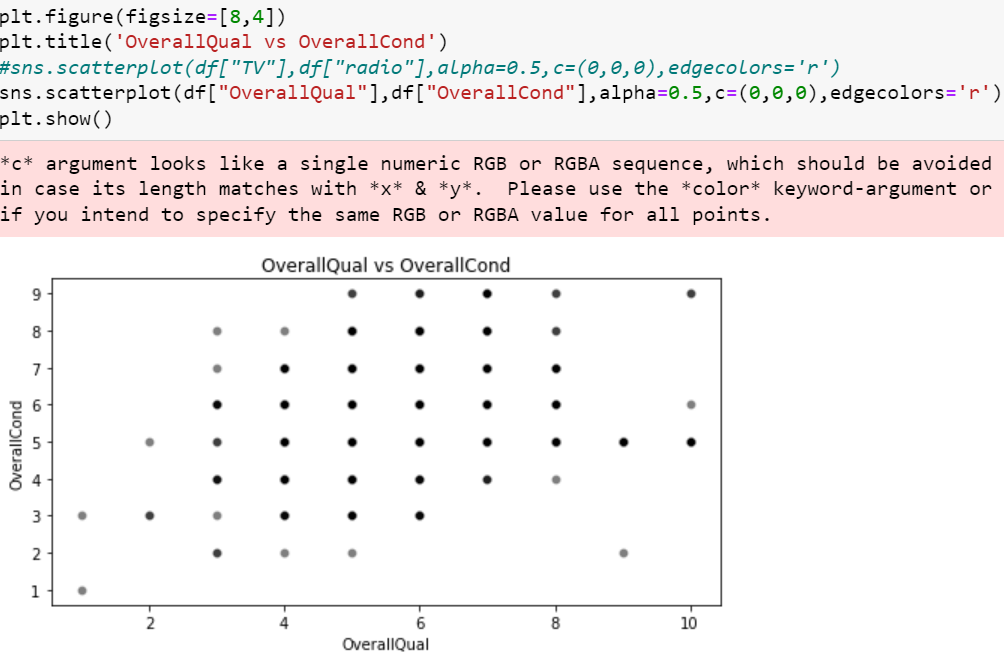 plt.figure(figsize=[8,4])
plt.title('OverallQual vs OverallCond')
#sns.scatterplot(df["TV"],df["radio"],alpha=0.5,c=(0,0,0),edgecolors='r')
sns.scatterplot(df["OverallQual"],df["OverallCond"],alpha=0.5,c=(0,0,0),edgecolors='r')
plt.show()
*c* argument looks like a single numeric RGB or RGBA sequence, which should be avoided
in case its length matches with *x* & *y*.  Please use the *color* keyword-argument or
if you intend to specify the same RGB or RGBA value for all points.
OverallQual vs OverallCond
9
8
7
6
5
4
3
2
1
OverallCond
2 4 6 8 10
OverallQual